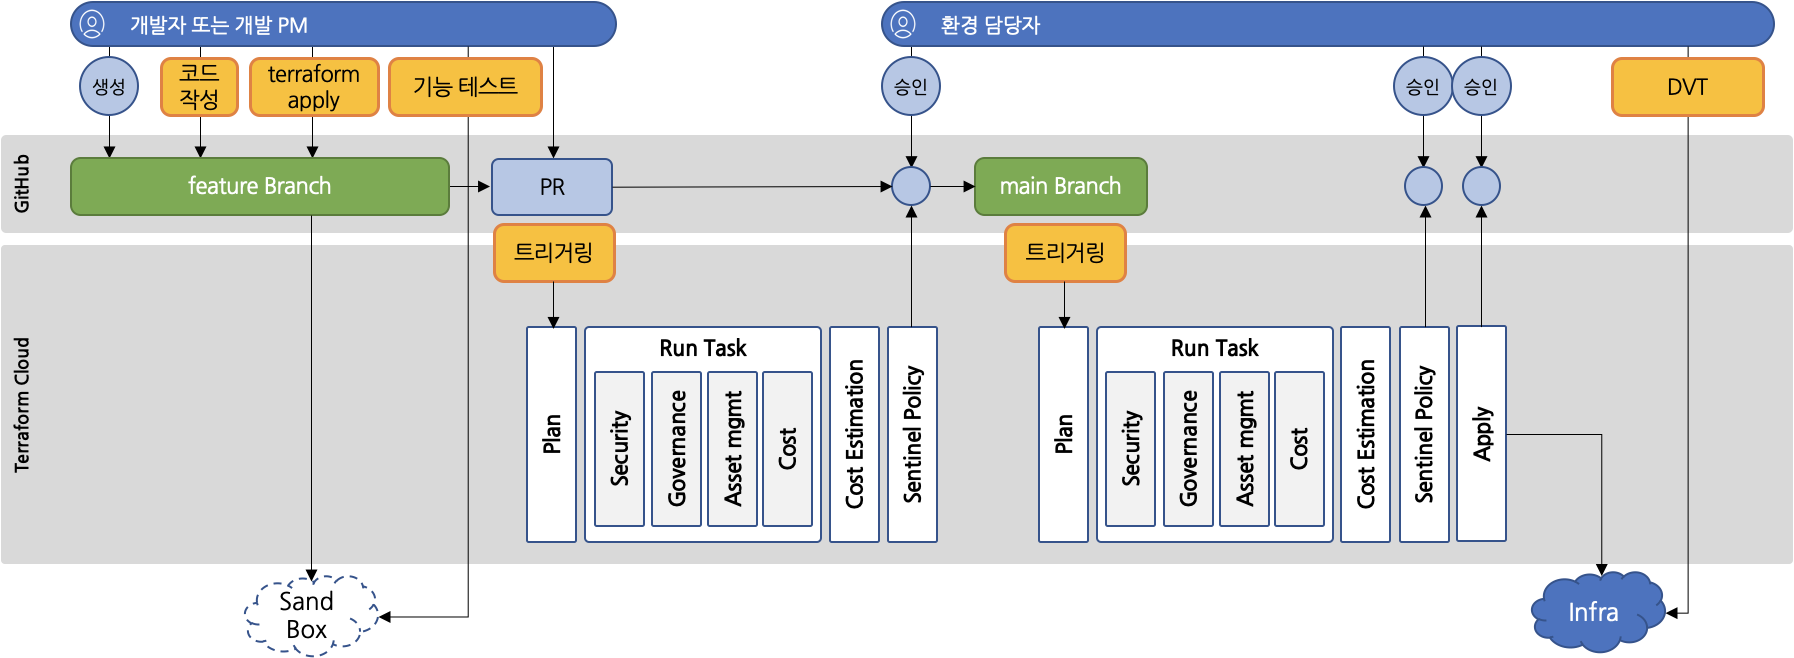 개발자 또는 개발 PM
환경 담당자
생성
코드
작성
terraform
apply
기능 테스트
승인
승인
승인
DVT
GitHub
feature Branch
PR
main Branch
트리거링
트리거링
Terraform Cloud
Plan
Run Task
Security
Governance
Asset mgmt
Cost
Cost Estimation
Sentinel Policy
Plan
Run Task
Security
Governance
Asset mgmt
Cost
Cost Estimation
Sentinel Policy
Apply
Sand
Box
Infra